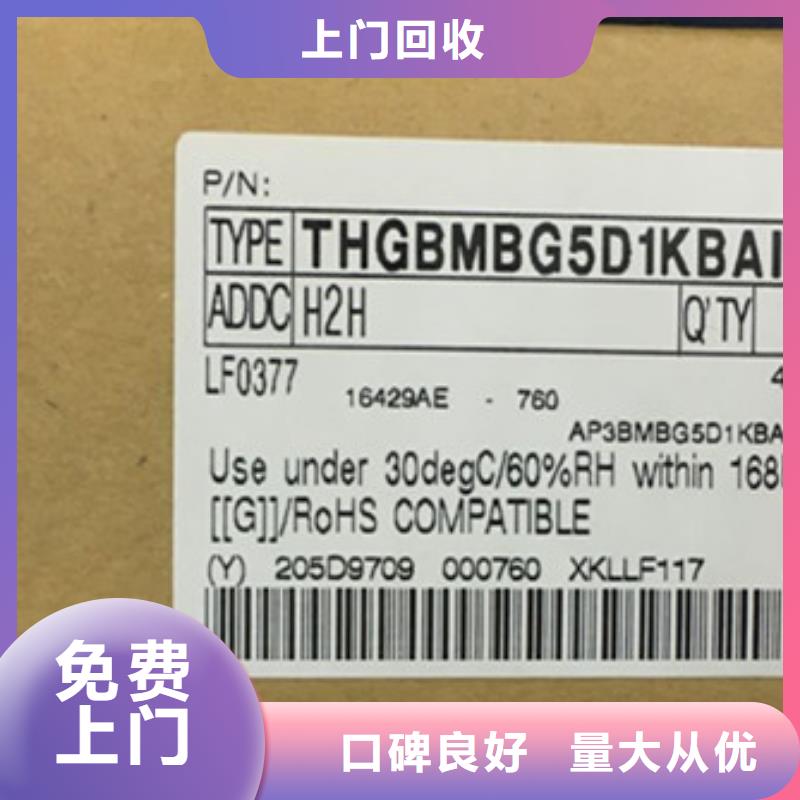 上门回收
P/N:
TYPE THGBMBG5D1KBAI
ADDC H2H Q'TY
LF0377
16429AE - 760
AP3BMBG5D1KBA
Use under 30degC/60%RH within 168
[[G]]/RoHS COMPATIBLE
(Y) 205D9709 000760 XKLLF117
免费
上门
口碑良好 量大从优